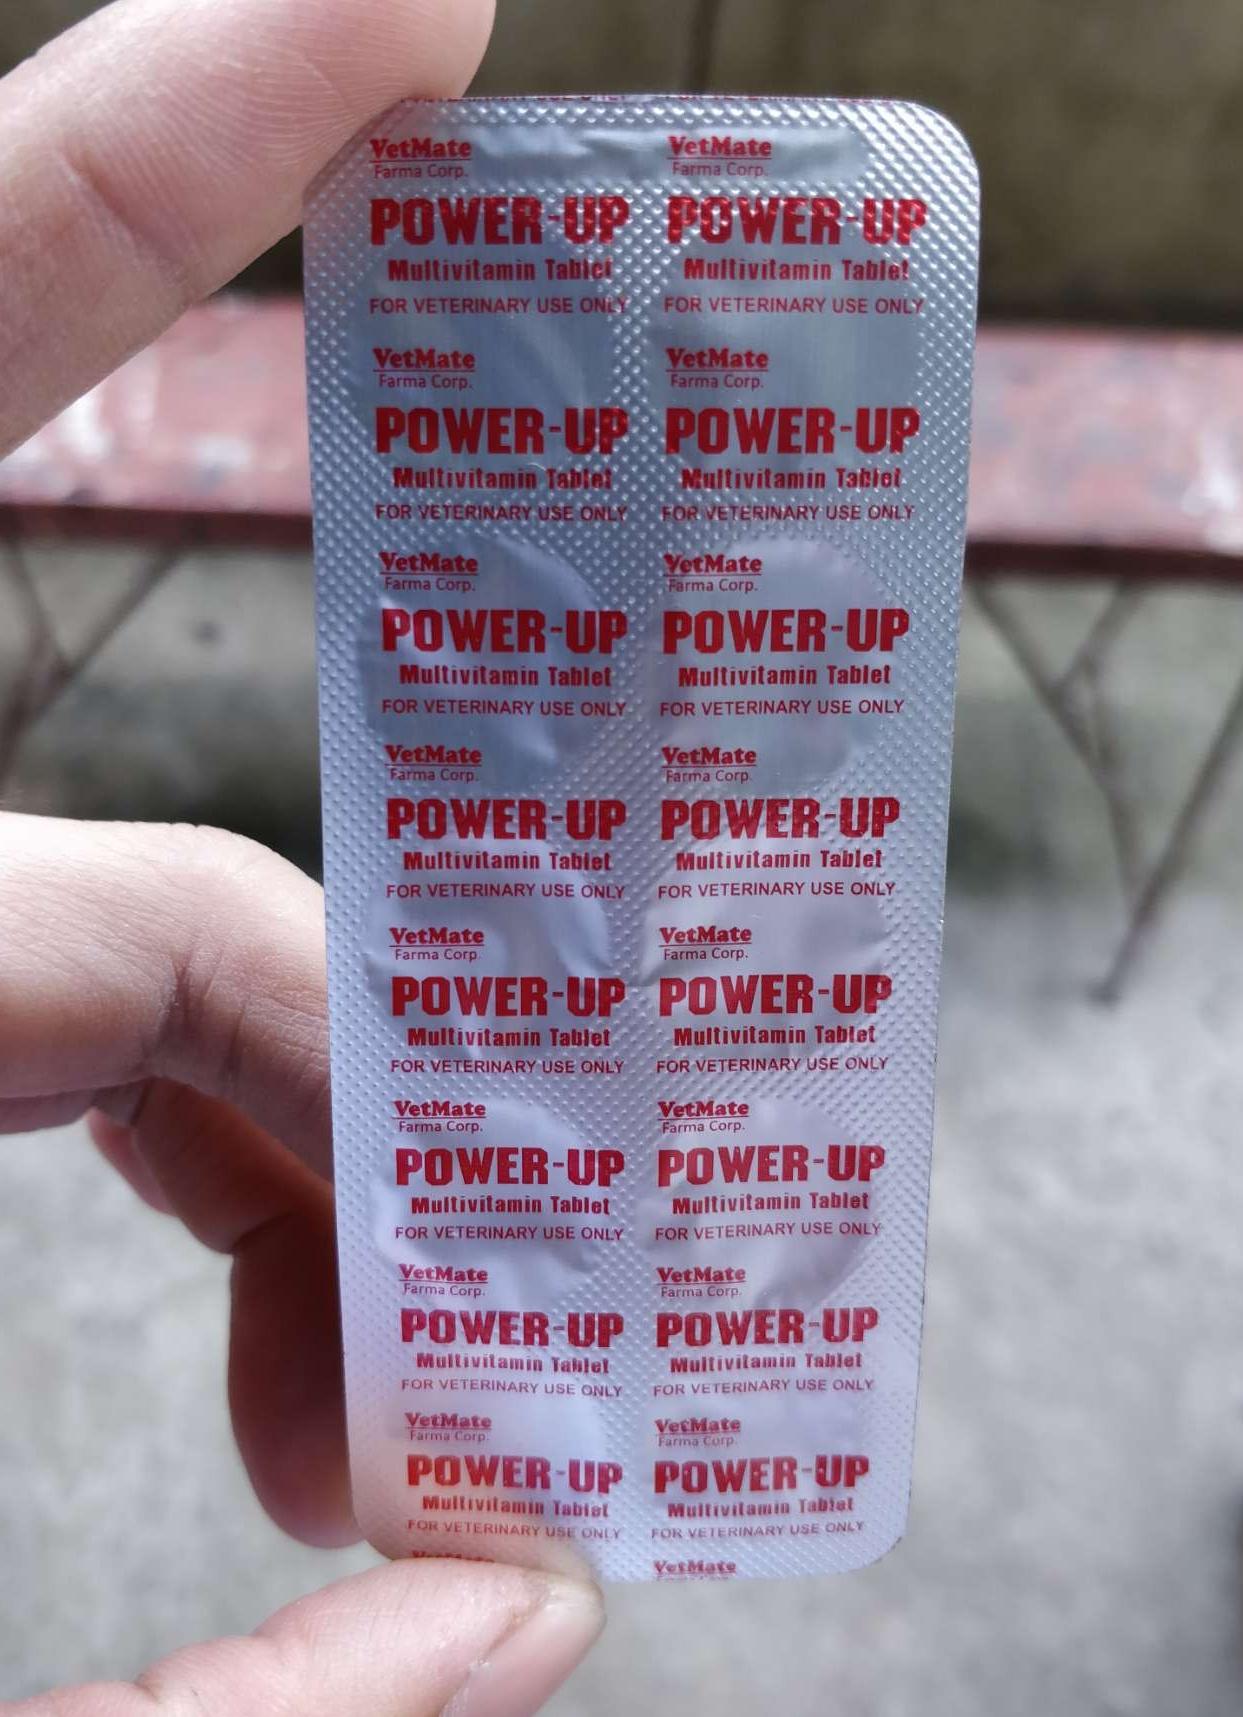 VetMate VetMate
Farma Corp. Farma Corp.
POWER-UP POWER-UP
Multivitamin Tablet Multivitamin Tablet
FOR VETERINARY USE ONLY FOR VETERINARY USE ONLY
VetMate VetMate
Farma Corp. Farma Corp.
POWER-UP POWER-UP
Multivitamin Tablet Multivitamin Tablet
FOR VETERINARY USE ONLY FOR VETERINARY USE ONLY
VetMate VetMate
Farma Corp. Farma Corp.
POWER-UP POWER-UP
Multivitamin Tablet Multivitamin Tablet
FOR VETERINARY USE ONLY FOR VETERINARY USE ONLY
VetMate VetMate
Farma Corp. Farma Corp.
POWER-UP POWER-UP
Multivitamin Tablet Multivitamin Tablet
FOR VETERINARY USE ONLY FOR VETERINARY USE ONLY
VetMate VetMate
Farma Corp. Farma Corp.
POWER-UP POWER-UP
Multivitamin Tablet Multivitamin Tablet
FOR VETERINARY USE ONLY FOR VETERINARY USE ONLY
VetMate VetMate
Farma Corp. Farma Corp.
POWER-UP POWER-UP
Multivitamin Tablet Multivitamin Tablet
FOR VETERINARY USE ONLY FOR VETERINARY USE ONLY
VetMate VetMate
Farma Corp. Farma Corp.
POWER-UP POWER-UP
Multivitamin Tablet Multivitamin Tablet
FOR VETERINARY USE ONLY FOR VETERINARY USE ONLY
VetMate VetMate
Farma Corp. Farma Corp.
POWER-UP POWER-UP
Multivitamin Tablet Multivitamin Tablet
FOR VETERINARY USE ONLY FOR VETERINARY USE ONLY
VetMate